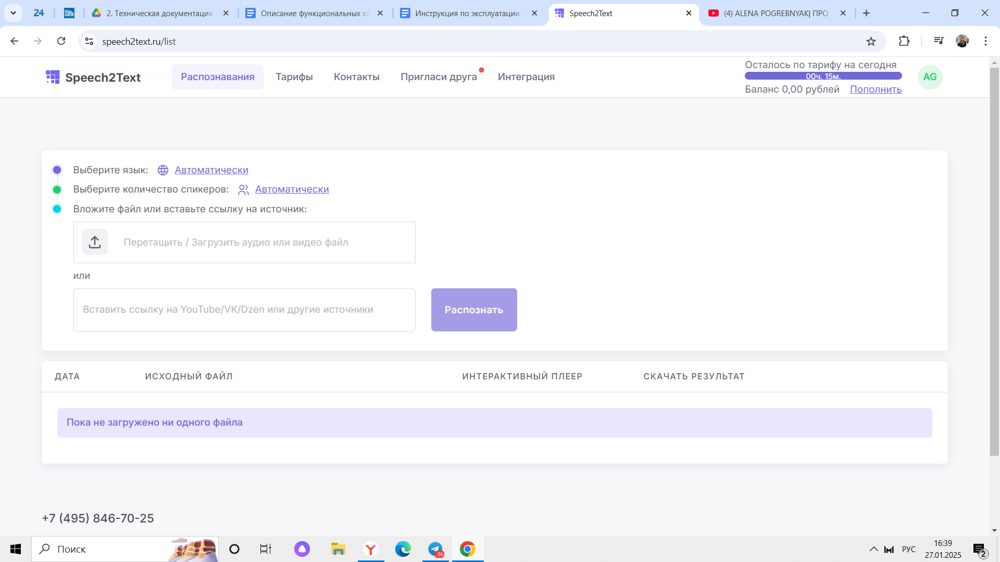 24
2. Техническая документация
Описание функциональных ха
Инструкция по эксплуатации
Speech2Text
(4) ALENA POGREBNYAK| ПРО
speech2text.ru/list
Speech2Text
Распознавания
Тарифы
Контакты
Пригласи друга
Интеграция
Осталось по тарифу на сегодня
00ч. 15м.
Баланс 0,00 рублей Пополнить
AG
Выберите язык: Автоматически
Выберите количество спикеров: Автоматически
Вложите файл или вставьте ссылку на источник:
Перетащить / Загрузить аудио или видео файл
или
Вставить ссылку на YouTube/VK/Dzen или другие источники
Распознать
ДАТА ИСХОДНЫЙ ФАЙЛ ИНТЕРАКТИВНЫЙ ПЛЕЕР СКАЧАТЬ РЕЗУЛЬТАТ
Пока не загружено ни одного файла
+7 (495) 846-70-25
Поиск
..96
РУС
16:39
27.01.2025
2